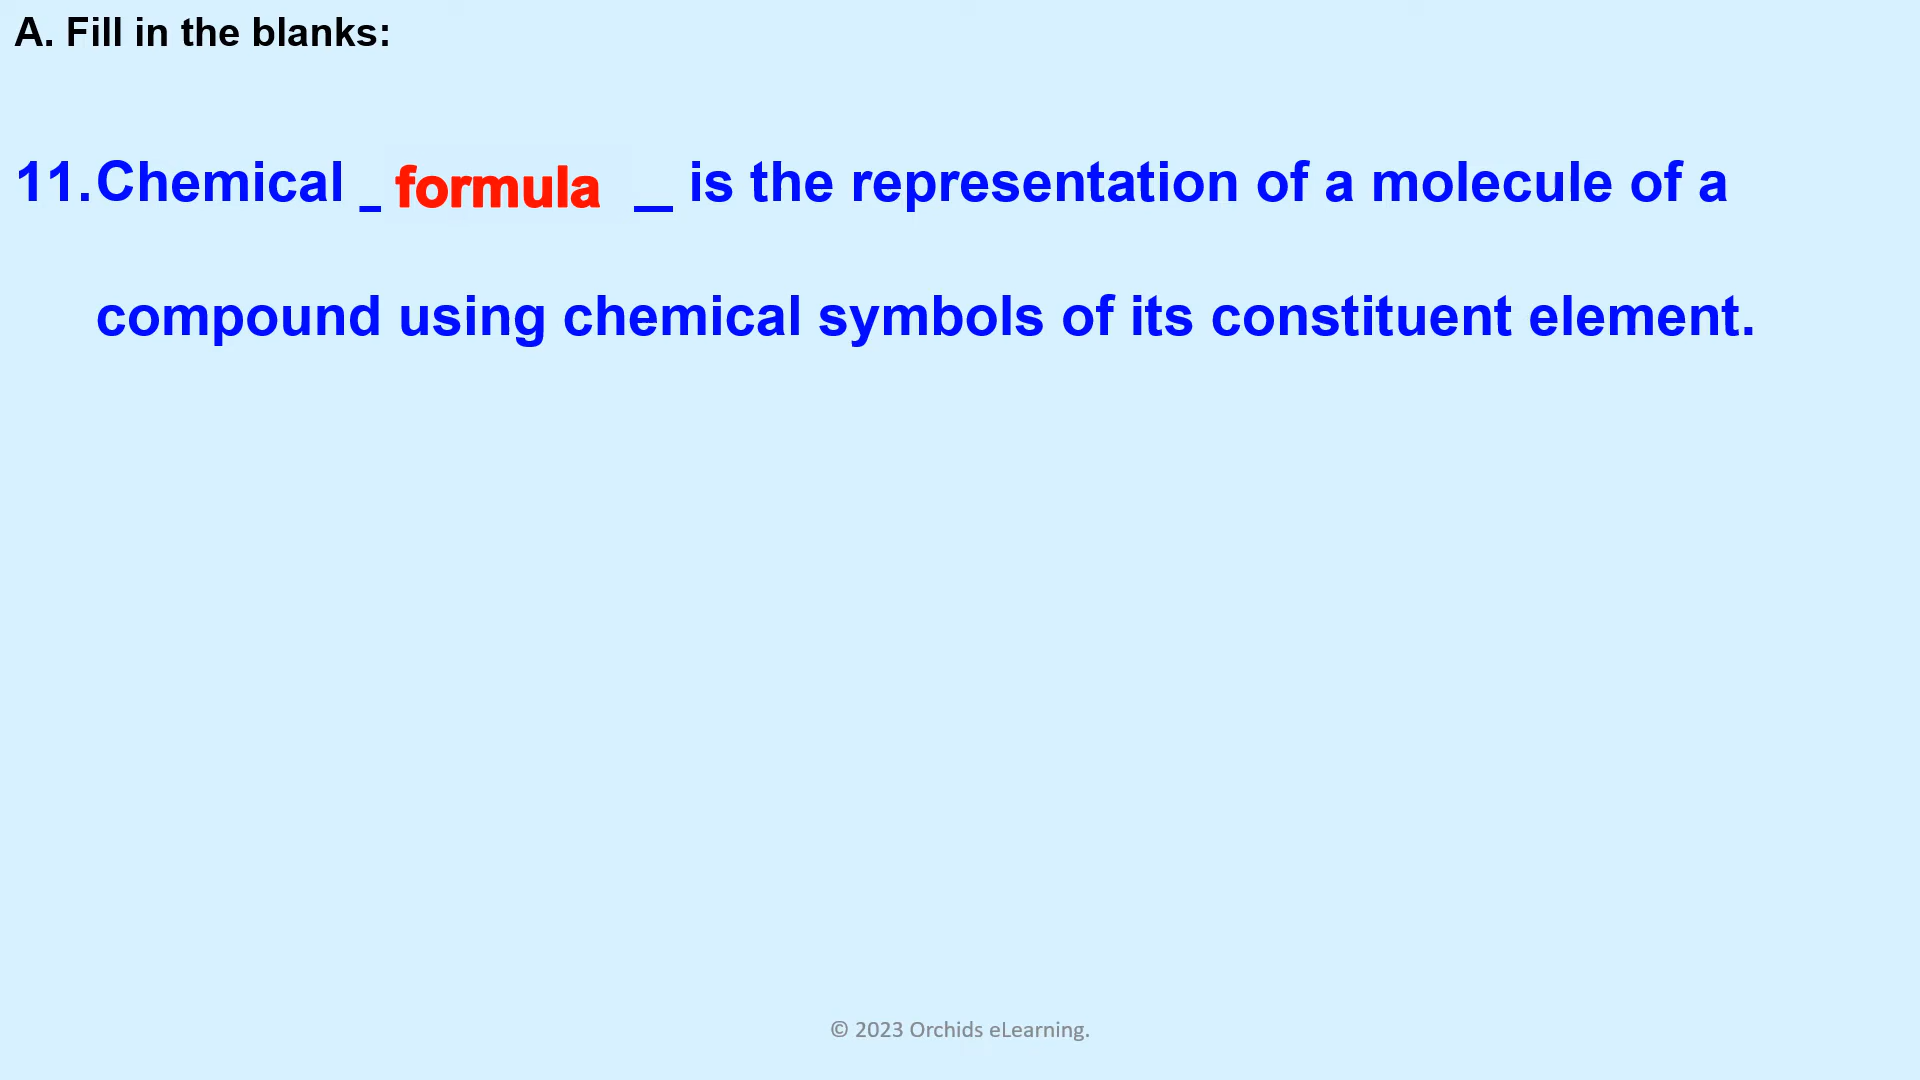 A. Fill in the blanks:
11.Chemical _ formula __ is the representation of a molecule of a
compound using chemical symbols of its constituent element.
© 2023 Orchids eLearning.